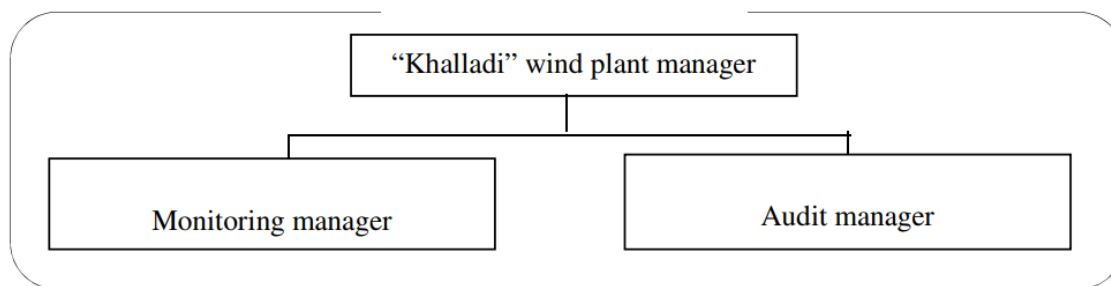 “Khalladi” wind plant manager
Monitoring manager
Audit manager